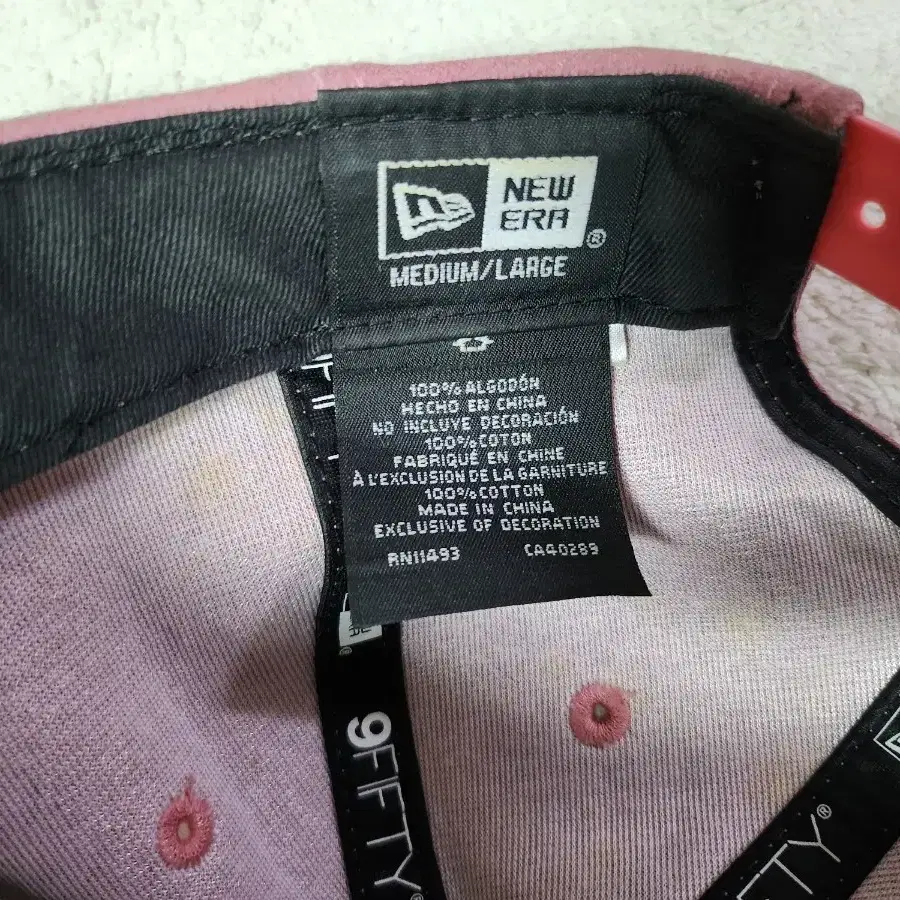 NEW
ERA®
MEDIUM/LARGE
100% ALGODÓN
HECHO EN CHINA
NO INCLUYE DECORACIÓN
100% COTON
FABRIQUÉ EN CHINE
À L'EXCLUSION DE LA GARNITURE
100% COTTON
MADE IN CHINA
EXCLUSIVE OF DECORATION
RN11493 CA40289
9FIFTY®
FIFTY®